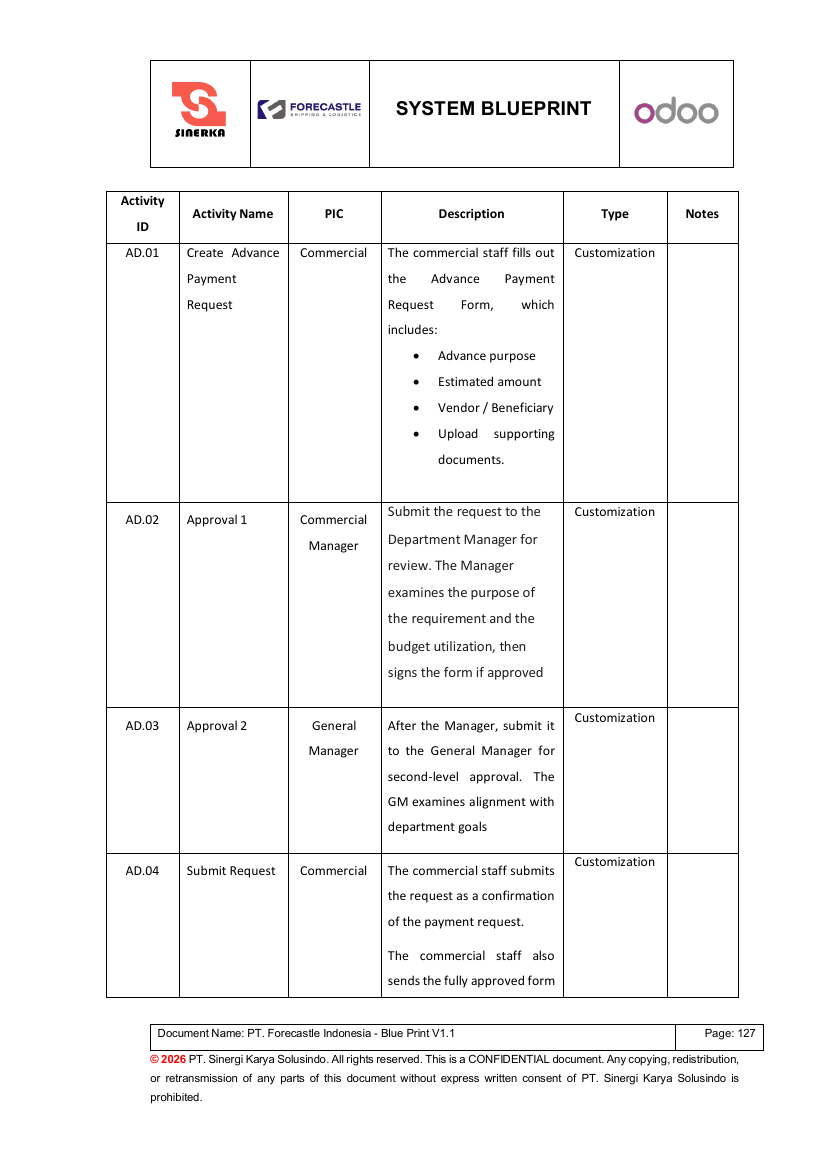 SINERKA
FORECASTLE
SHIPPING & LOGISTICS
SYSTEM BLUEPRINT
odoo
Activity
ID
Activity Name
PIC
Description
Type
Notes
AD.01
Create Advance
Payment
Request
Commercial
The commercial staff fills out
the Advance Payment
Request Form, which
includes:
• Advance purpose
• Estimated amount
• Vendor / Beneficiary
• Upload supporting
documents.
Customization
AD.02
Approval 1
Commercial
Manager
Submit the request to the
Department Manager for
review. The Manager
examines the purpose of
the requirement and the
budget utilization, then
signs the form if approved
Customization
AD.03
Approval 2
General
Manager
After the Manager, submit it
to the General Manager for
second-level approval. The
GM examines alignment with
department goals
Customization
AD.04
Submit Request
Commercial
The commercial staff submits
the request as a confirmation
of the payment request.
The commercial staff also
sends the fully approved form
Customization
Document Name: PT. Forecastle Indonesia - Blue Print V1.1
Page: 127
© 2026 PT. Sinergi Karya Solusindo. All rights reserved. This is a CONFIDENTIAL document. Any copying, redistribution,
or retransmission of any parts of this document without express written consent of PT. Sinergi Karya Solusindo is
prohibited.